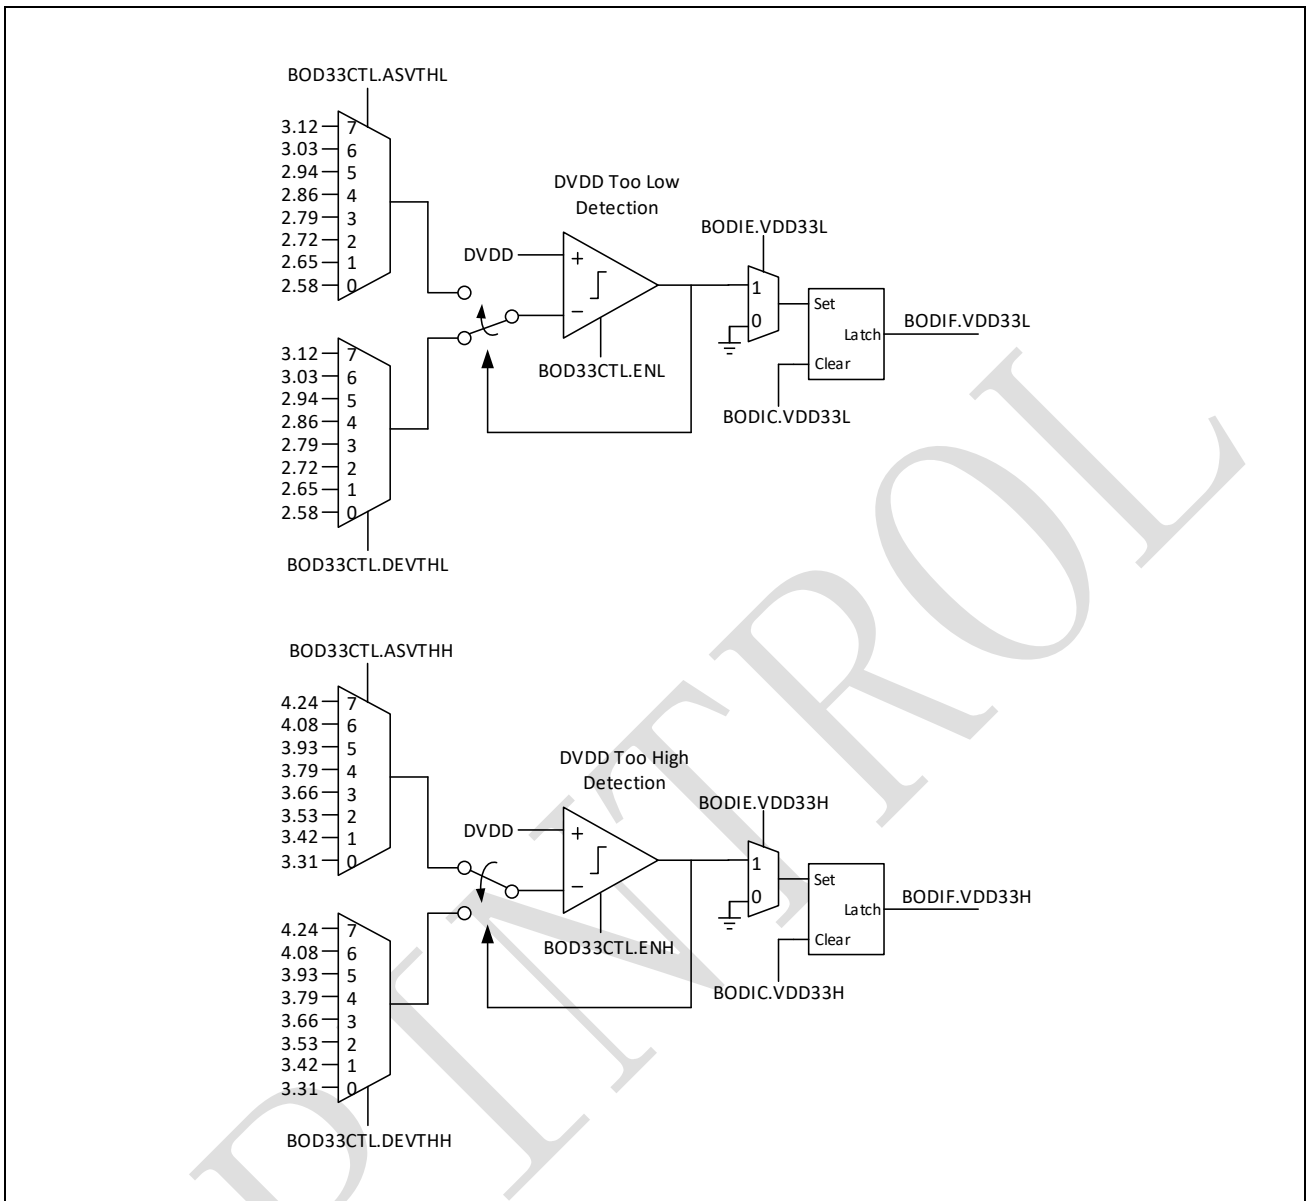 BOD33CTL.ASVTHL
3.12 7
3.03 6
2.94 5
2.86 4
2.79 3
2.72 2
2.65 1
2.58 0
DVDD Too Low
Detection
DVDD
+
−
BOD33CTL.ENL
BODIE.VDD33L
1
0
Set
Latch
Clear
BODIF.VDD33L
BODIC.VDD33L
3.12 7
3.03 6
2.94 5
2.86 4
2.79 3
2.72 2
2.65 1
2.58 0
BOD33CTL.DEVTHL
BOD33CTL.ASVTHH
4.24 7
4.08 6
3.93 5
3.79 4
3.66 3
3.53 2
3.42 1
3.31 0
DVDD Too High
Detection
DVDD
+
−
BOD33CTL.ENH
BODIE.VDD33H
1
0
Set
Latch
Clear
BODIF.VDD33H
BODIC.VDD33H
4.24 7
4.08 6
3.93 5
3.79 4
3.66 3
3.53 2
3.42 1
3.31 0
BOD33CTL.DEVTHH
PINTROL